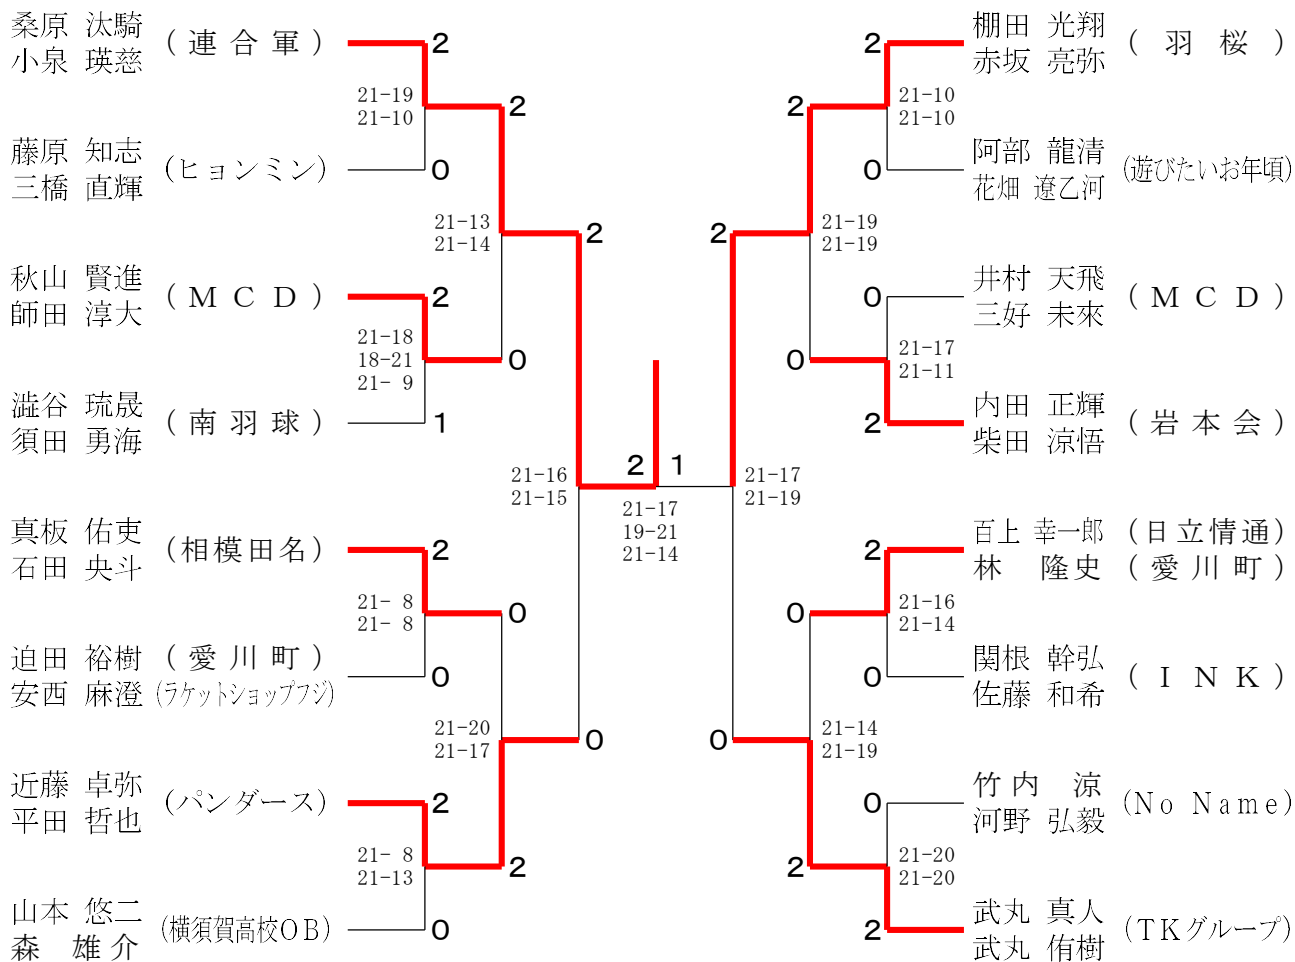 桑原 汰騎
小泉 瑛慈
(連合軍)
2
21-19
21-10
2
藤原 知志
三橋 直輝
(ヒョンミン)
0
21-13
21-14
2
秋山 賢進
師田 淳大
(MCD)
2
21-18
18-21
21- 9
0
澁谷 琉晟
須田 勇海
(南羽球)
1
21-16
21-15
真板 佑吏
石田 央斗
(相模田名)
2
21- 8
21- 8
0
迫田 裕樹 (愛川町)
安西 麻澄 (ラケットショップフジ)
0
21-20
21-17
0
近藤 卓弥
平田 哲也
(パンダース)
2
21- 8
21-13
2
山本 悠二
森 雄介
(横須賀高校OB)
0
2 1
21-17
19-21
21-14
棚田 光翔
赤坂 亮弥
(羽桜)
2
21-10
21-10
2
阿部 龍清
花畑 遼乙河
(遊びたいお年頃)
0
21-19
21-19
2
井村 天飛
三好 未來
(MCD)
0
21-17
21-11
0
内田 正輝
柴田 涼悟
(岩本会)
2
21-17
21-19
百上 幸一郎 (日立情通)
林 隆史 (愛川町)
2
21-16
21-14
0
関根 幹弘
佐藤 和希
(INK)
0
21-14
21-19
0
竹内 涼
河野 弘毅
(No Name)
0
21-20
21-20
2
武丸 真人
武丸 侑樹
(TKグループ)
2